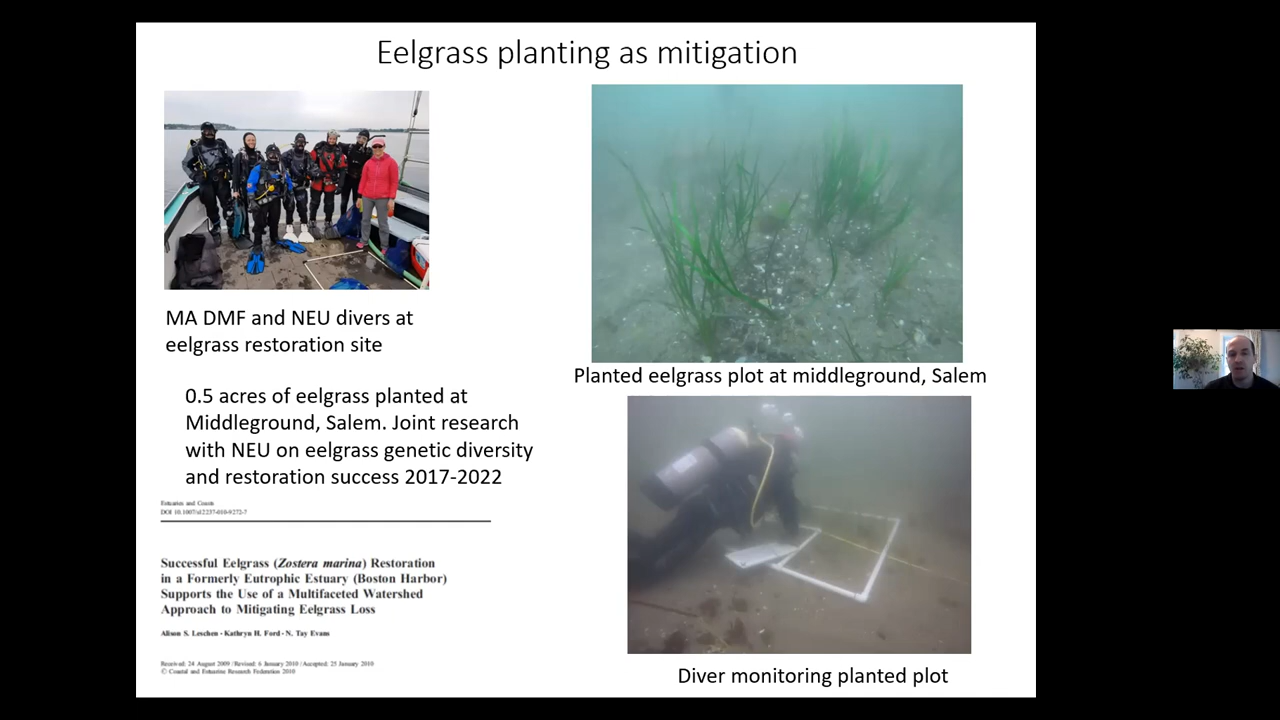 Eelgrass planting as mitigation
MA DMF and NEU divers at
eelgrass restoration site
0.5 acres of eelgrass planted at
Middleground, Salem. Joint research
with NEU on eelgrass genetic diversity
and restoration success 2017-2022
Estuaries and Coasts
DOI 10.1007/s12237-010-9272-7
Successful Eelgrass (Zostera marina) Restoration
in a Formerly Eutrophic Estuary (Boston Harbor)
Supports the Use of a Multifaceted Watershed
Approach to Mitigating Eelgrass Loss
Alison S. Leschen · Kathryn H. Ford · N. Tay Evans
Received: 24 August 2009 / Revised: 6 January 2010 / Accepted: 25 January 2010
© Coastal and Estuarine Research Federation 2010
Planted eelgrass plot at middleground, Salem
Diver monitoring planted plot